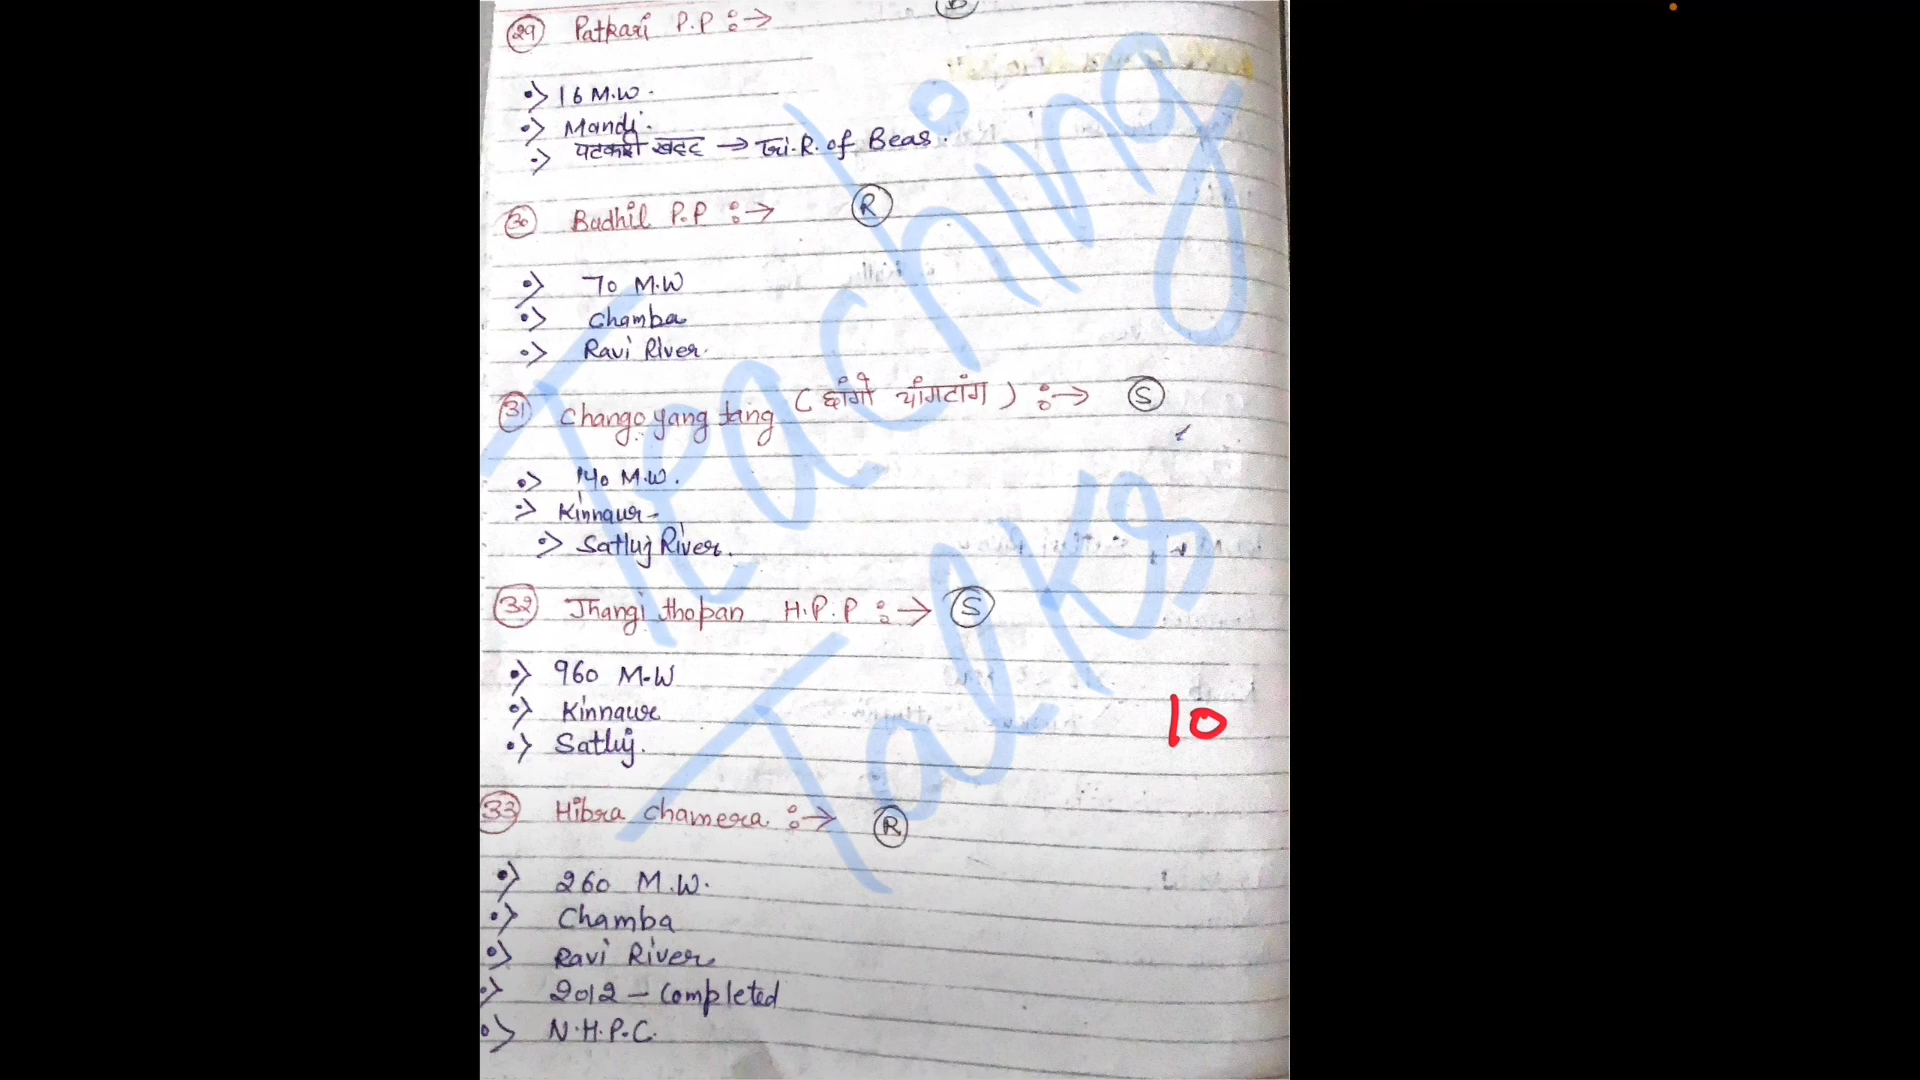 (29) Patkari P.P :→
B
•> 16 M.W.
•> Mandi.
•> पटकरी खड्ड → Tri.R. of Beas.
(30) Budhil P.P :→ (R)
•> 70 M.W
•> Chamba
•> Ravi River.
(31) Chango yang tang (छांगो यांगटांग) :→ (S)
•> 140 M.W.
•> Kinnaur-
•> Satluj River.
(32) Jhangi thopan H.P.P :→ (S)
•> 960 M.W
•> Kinnaur
•> Satluj.
10
(33) Hibra chamera :→ (R)
•> 260 M.W.
•> Chamba
•> Ravi River
•> 2012 - Completed
•> N.H.P.C.
Teaching
Talks